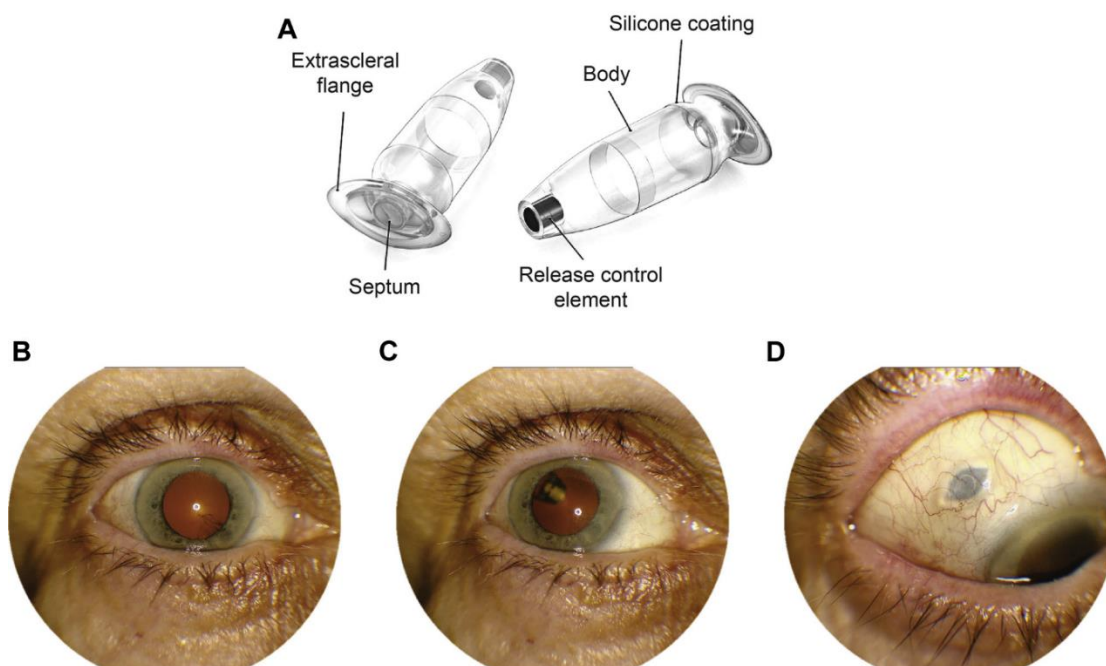 A
Extrascleral
flange
Septum
Silicone coating
Body
Release control
element
B
C
D